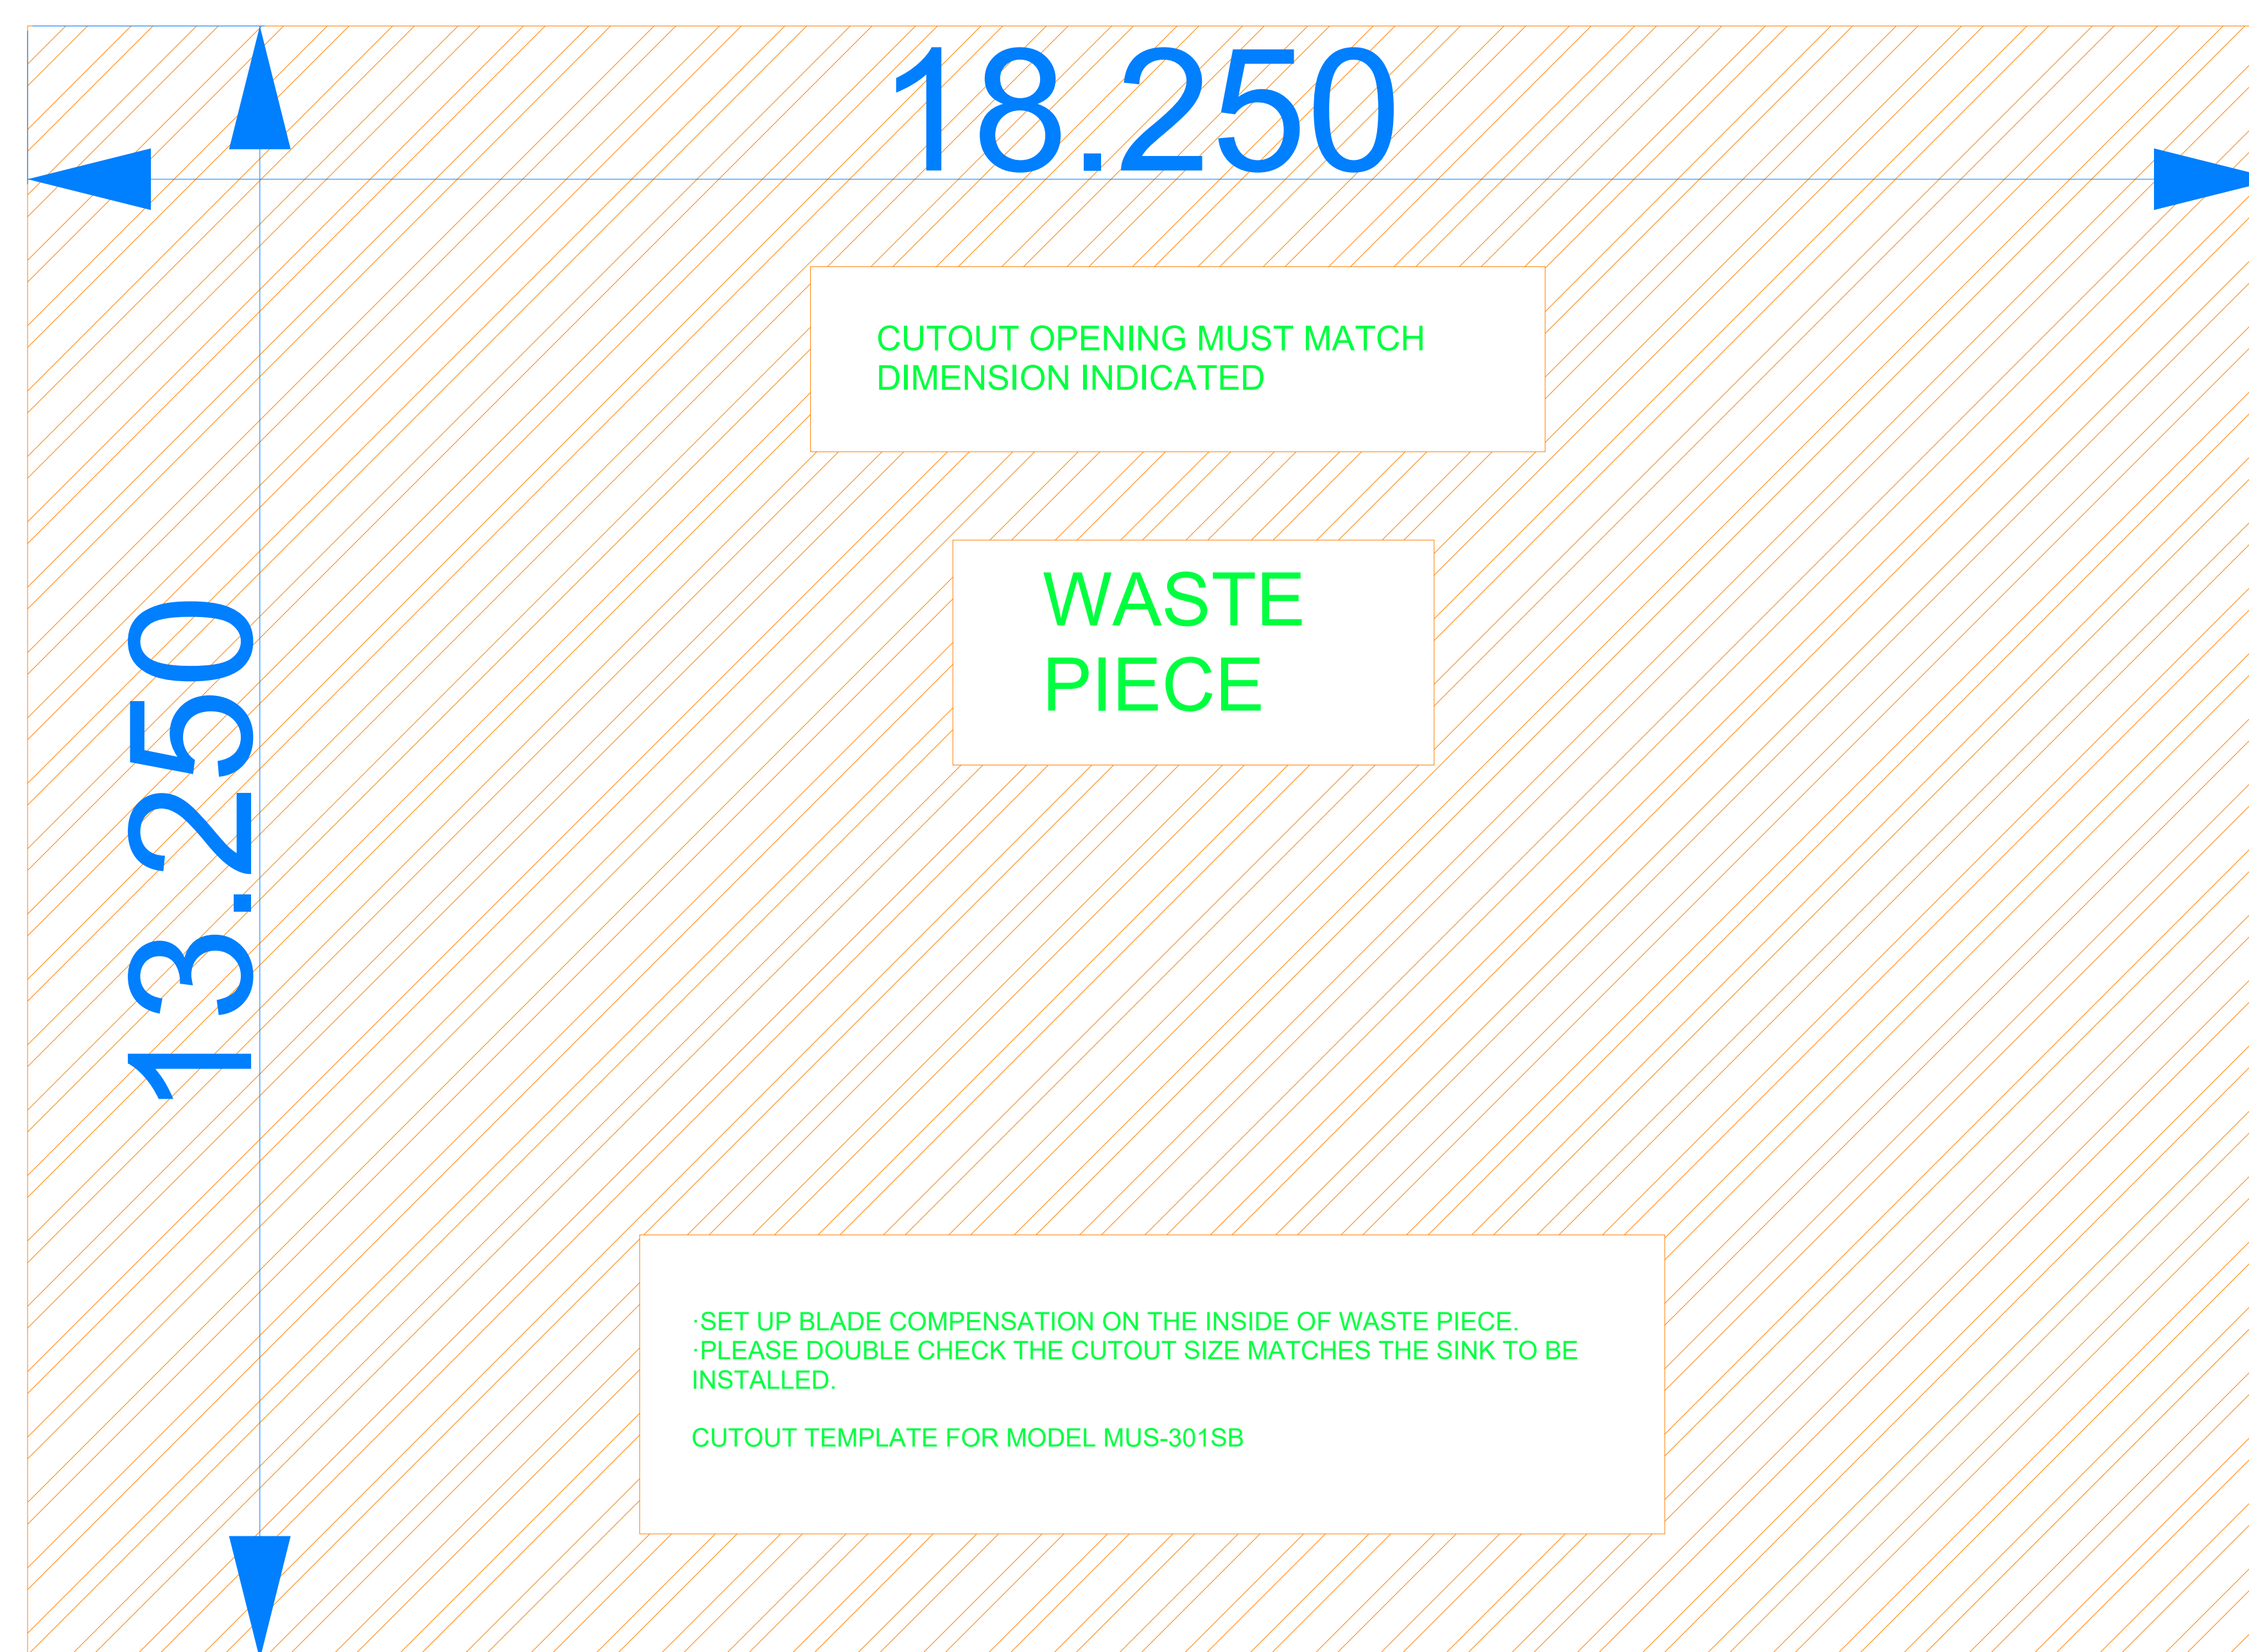 18.250
CUTOUT OPENING MUST MATCH
DIMENSION INDICATED
WASTE
PIECE
13.250
·SET UP BLADE COMPENSATION ON THE INSIDE OF WASTE PIECE.
·PLEASE DOUBLE CHECK THE CUTOUT SIZE MATCHES THE SINK TO BE
INSTALLED.
CUTOUT TEMPLATE FOR MODEL MUS-301SB